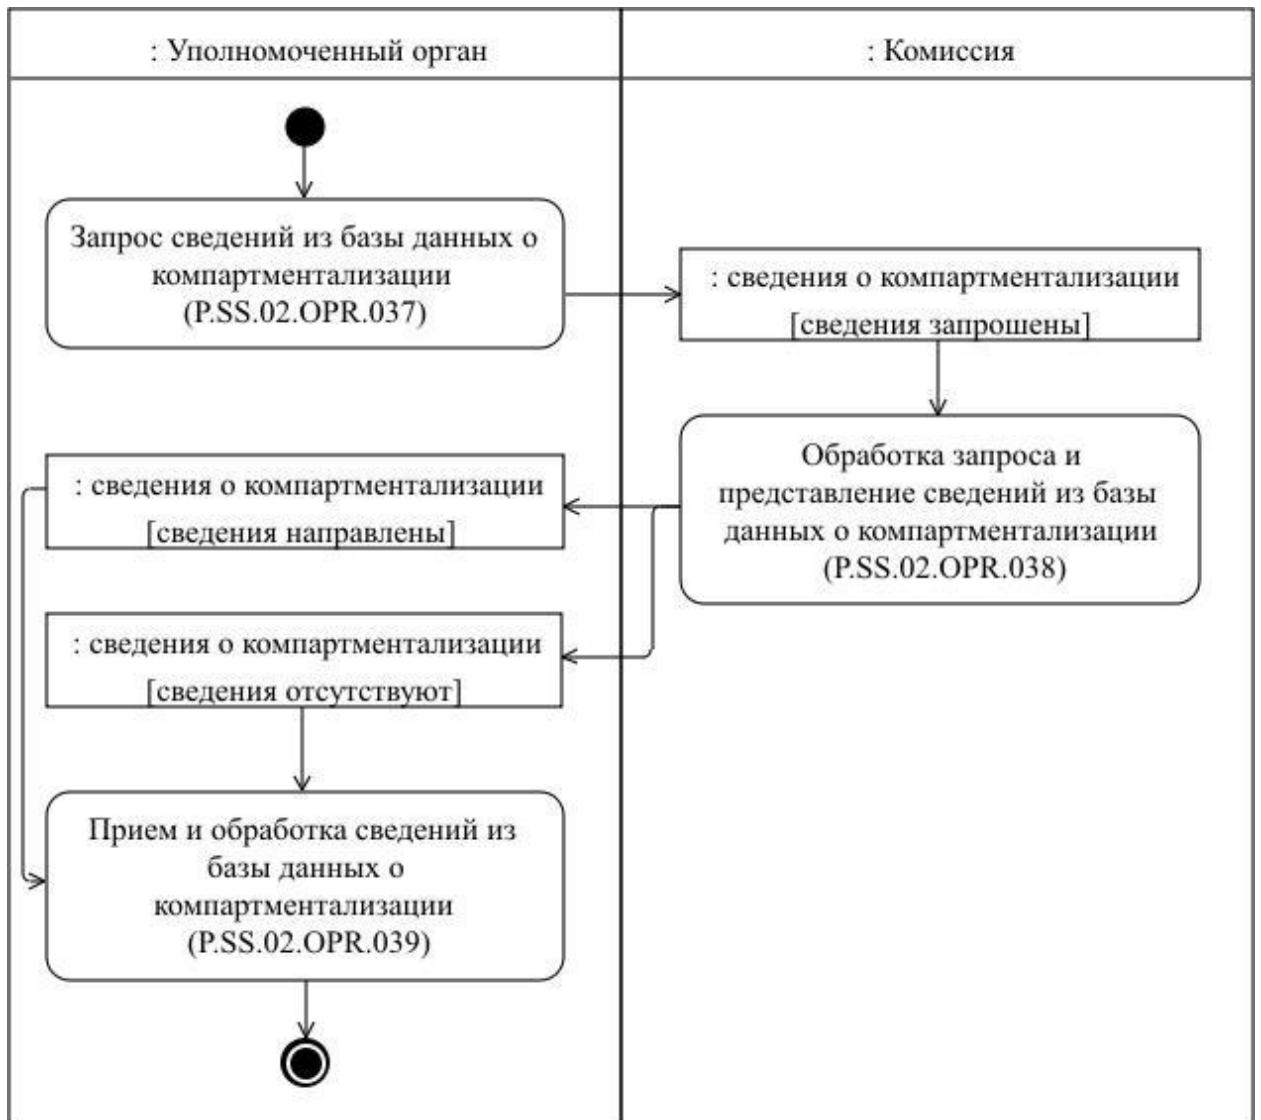 : Уполномоченный орган
: Комиссия
Запрос сведений из базы данных о
компартментализации
(P.SS.02.OPR.037)
: сведения о компартментализации
[сведения запрошены]
Обработка запроса и
представление сведений из базы
данных о компартментализации
(P.SS.02.OPR.038)
: сведения о компартментализации
[сведения направлены]
: сведения о компартментализации
[сведения отсутствуют]
Прием и обработка сведений из
базы данных о
компартментализации
(P.SS.02.OPR.039)